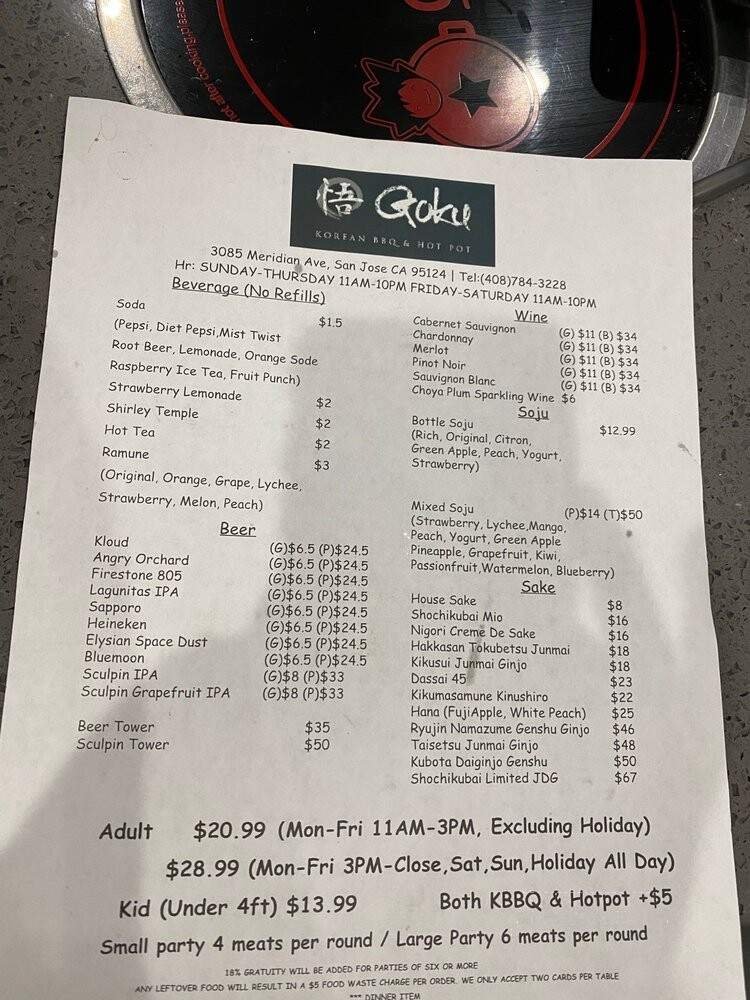 not after cooking, please
悟 Goku
KOREAN BBQ & HOT POT
3085 Meridian Ave, San Jose CA 95124 | Tel:(408)784-3228
Hr: SUNDAY-THURSDAY 11AM-10PM FRIDAY-SATURDAY 11AM-10PM
Beverage (No Refills)
Soda $1.5
(Pepsi, Diet Pepsi,Mist Twist
Root Beer, Lemonade, Orange Sode
Raspberry Ice Tea, Fruit Punch)
Strawberry Lemonade $2
Shirley Temple $2
Hot Tea $2
Ramune $3
(Original, Orange, Grape, Lychee,
Strawberry, Melon, Peach)
Beer
Kloud (G)$6.5 (P)$24.5
Angry Orchard (G)$6.5 (P)$24.5
Firestone 805 (G)$6.5 (P)$24.5
Lagunitas IPA (G)$6.5 (P)$24.5
Sapporo (G)$6.5 (P)$24.5
Heineken (G)$6.5 (P)$24.5
Elysian Space Dust (G)$6.5 (P)$24.5
Bluemoon (G)$6.5 (P)$24.5
Sculpin IPA (G)$8 (P)$33
Sculpin Grapefruit IPA (G)$8 (P)$33
Beer Tower $35
Sculpin Tower $50
Wine
Cabernet Sauvignon (G) $11 (B) $34
Chardonnay (G) $11 (B) $34
Merlot (G) $11 (B) $34
Pinot Noir (G) $11 (B) $34
Sauvignon Blanc (G) $11 (B) $34
Choya Plum Sparkling Wine $6
Soju
Bottle Soju $12.99
(Rich, Original, Citron,
Green Apple, Peach, Yogurt,
Strawberry)
Mixed Soju (P)$14 (T)$50
(Strawberry, Lychee,Mango,
Peach, Yogurt, Green Apple
Pineapple, Grapefruit, Kiwi,
Passionfruit,Watermelon, Blueberry)
Sake
House Sake $8
Shochikubai Mio $16
Nigori Creme De Sake $16
Hakkasan Tokubetsu Junmai $18
Kikusui Junmai Ginjo $18
Dassai 45 $23
Kikumasamune Kinushiro $22
Hana (FujiApple, White Peach) $25
Ryujin Namazume Genshu Ginjo $46
Taisetsu Junmai Ginjo $48
Kubota Daiginjo Genshu $50
Shochikubai Limited JDG $67
Adult $20.99 (Mon-Fri 11AM-3PM, Excluding Holiday)
$28.99 (Mon-Fri 3PM-Close,Sat,Sun,Holiday All Day)
Kid (Under 4ft) $13.99 Both KBBQ & Hotpot +$5
Small party 4 meats per round / Large Party 6 meats per round
18% GRATUITY WILL BE ADDED FOR PARTIES OF SIX OR MORE
ANY LEFTOVER FOOD WILL RESULT IN A $5 FOOD WASTE CHARGE PER ORDER. WE ONLY ACCEPT TWO CARDS PER TABLE
*** DINNER ITEM